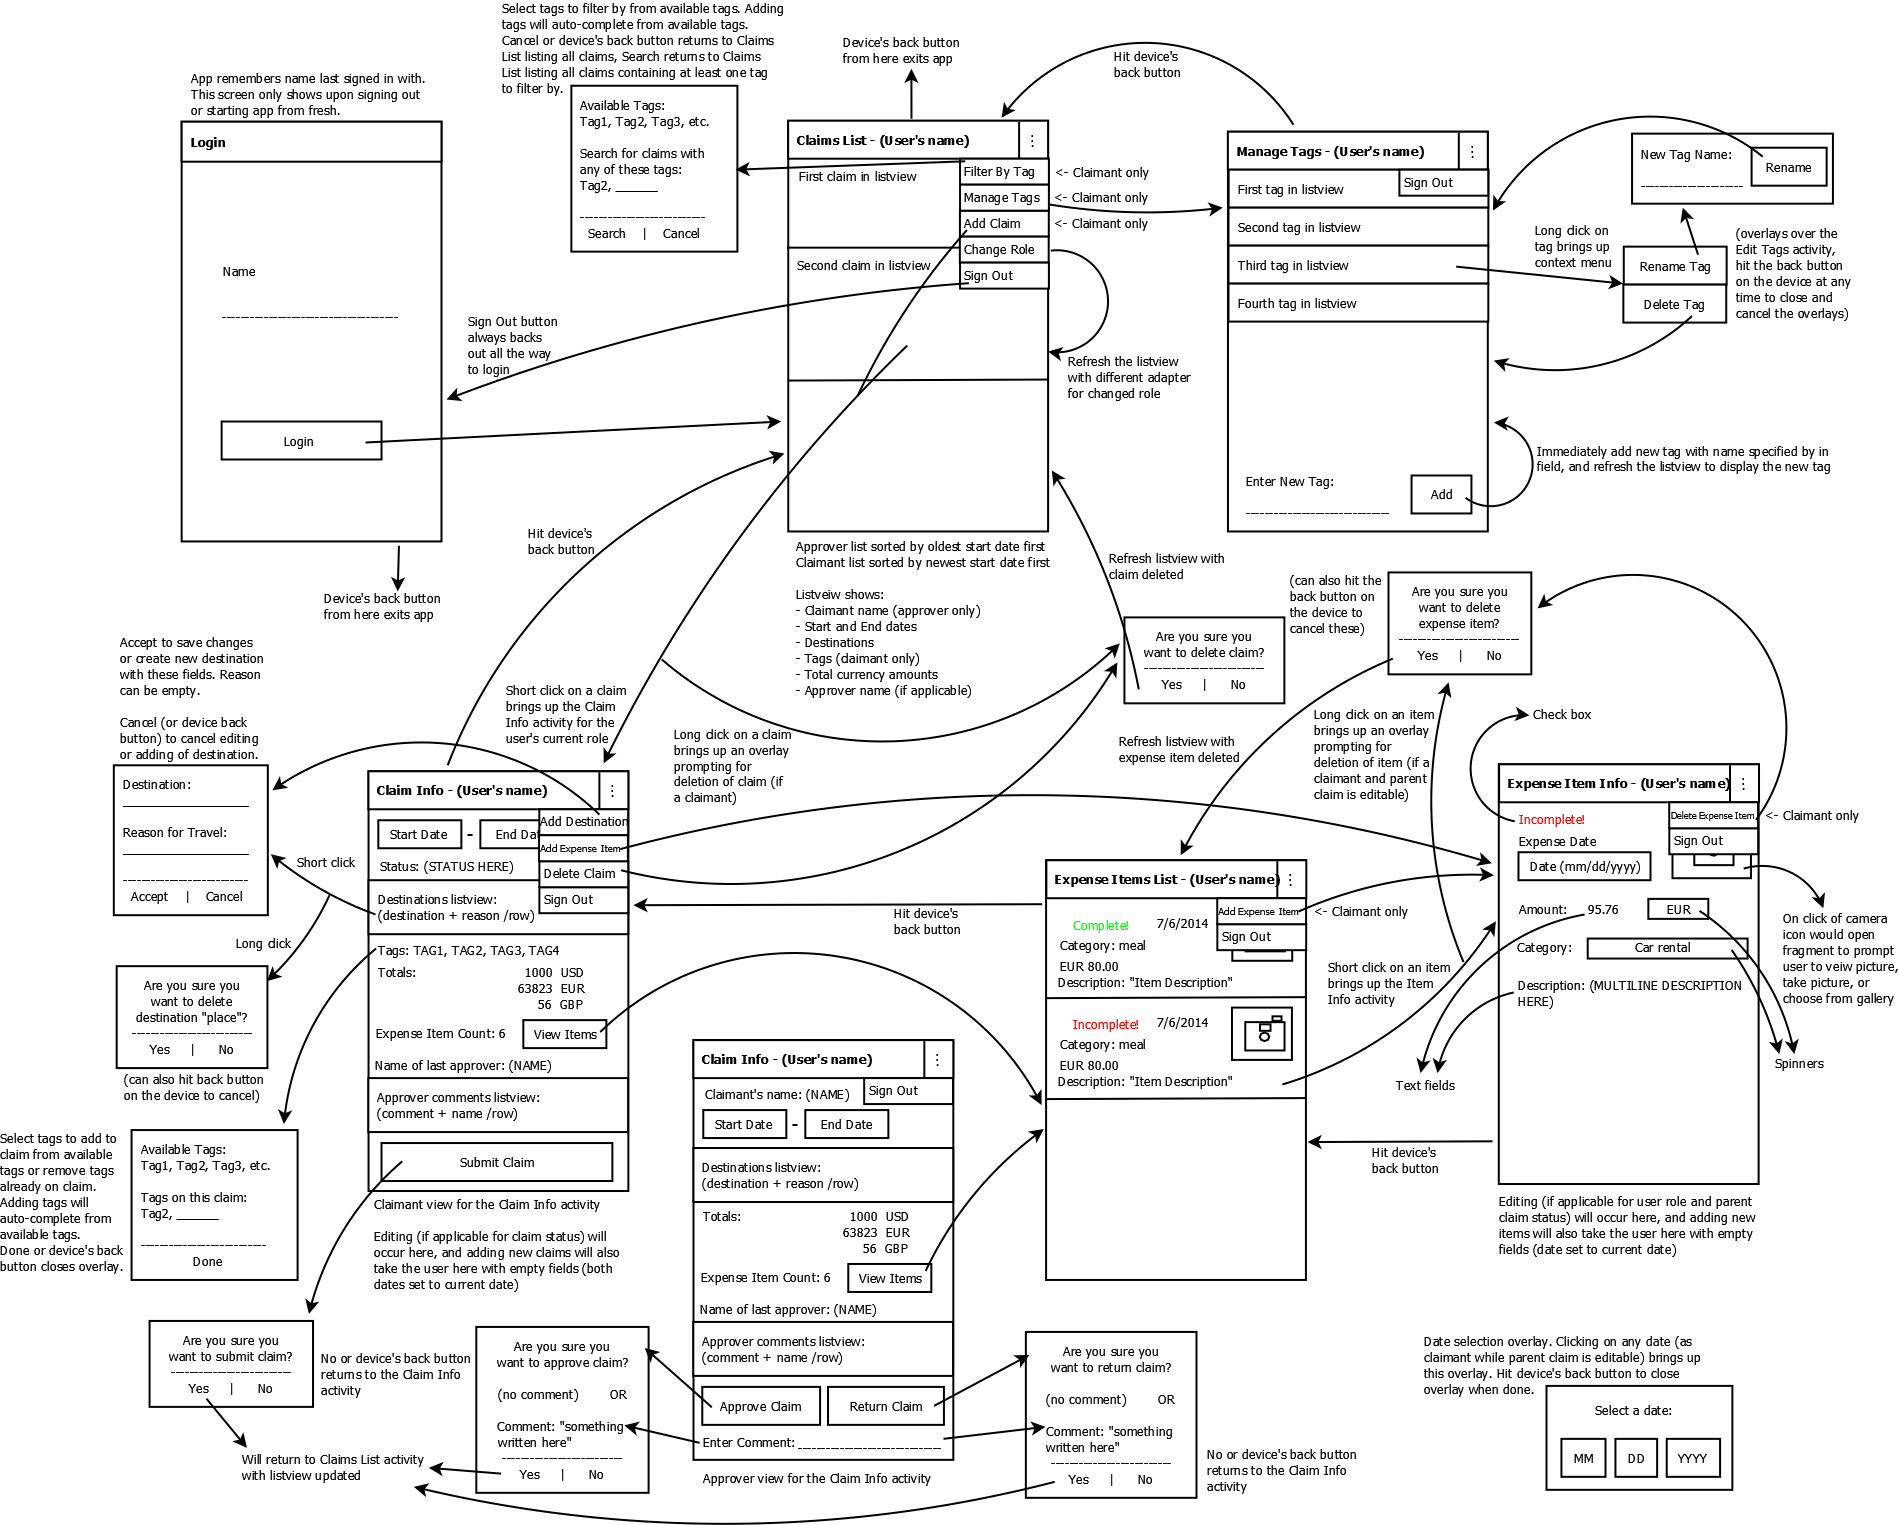 Select tags to filter by from available tags. Adding
tags will auto-complete from available tags.
Cancel or device's back button returns to Claims
List listing all claims, Search returns to Claims
List listing all claims containing at least one tag
to filter by.
App remembers name last signed in with.
This screen only shows upon signing out
or starting app from fresh.
Login
Name
Login
Device's back button
from here exits app
Available Tags:
Tag1, Tag2, Tag3, etc.
Search for claims with
any of these tags:
Tag2, ______
Search | Cancel
Sign Out button
always backs
out all the way
to login
Device's back button
from here exits app
Claims List - (User's name)
First claim in listview
Second claim in listview
Filter By Tag
Manage Tags
Add Claim
Change Role
Sign Out
<- Claimant only
<- Claimant only
<- Claimant only
Refresh the listview
with different adapter
for changed role
Approver list sorted by oldest start date first
Claimant list sorted by newest start date first
Listveiw shows:
- Claimant name (approver only)
- Start and End dates
- Destinations
- Tags (claimant only)
- Total currency amounts
- Approver name (if applicable)
Hit device's
back button
Manage Tags - (User's name)
Sign Out
First tag in listview
Second tag in listview
Third tag in listview
Fourth tag in listview
Enter New Tag:
Add
New Tag Name:
Rename
Long click on
tag brings up
context menu
Rename Tag
Delete Tag
(overlays over the
Edit Tags activity,
hit the back button
on the device at any
time to close and
cancel the overlays)
Immediately add new tag with name specified by in
field, and refresh the listview to display the new tag
Hit device's
back button
Refresh listview with
claim deleted
Are you sure you
want to delete claim?
Yes | No
(can also hit the
back button on
the device to
cancel these)
Are you sure you
want to delete
expense item?
Yes | No
Accept to save changes
or create new destination
with these fields. Reason
can be empty.
Cancel (or device back
button) to cancel editing
or adding of destination.
Destination:
Reason for Travel:
Accept | Cancel
Short click
Long click
Are you sure you
want to delete
destination "place"?
Yes | No
(can also hit back button
on the device to cancel)
Short click on a claim
brings up the Claim
Info activity for the
user's current role
Long click on a claim
brings up an overlay
prompting for
deletion of claim (if
a claimant)
Refresh listview with
expense item deleted
Long click on an item
brings up an overlay
prompting for
deletion of item (if a
claimant and parent
claim is editable)
Check box
Claim Info - (User's name)
Start Date - End Dat
Add Destination
Add Expense Item
Delete Claim
Sign Out
Status: (STATUS HERE)
Destinations listview:
(destination + reason /row)
Tags: TAG1, TAG2, TAG3, TAG4
Totals: 1000 USD
63823 EUR
56 GBP
Expense Item Count: 6
View Items
Name of last approver: (NAME)
Approver comments listview:
(comment + name /row)
Submit Claim
Claimant view for the Claim Info activity
Editing (if applicable for claim status) will
occur here, and adding new claims will also
take the user here with empty fields (both
dates set to current date)
Select tags to add to
claim from available
tags or remove tags
already on claim.
Adding tags will
auto-complete from
available tags.
Done or device's back
button closes overlay.
Available Tags:
Tag1, Tag2, Tag3, etc.
Tags on this claim:
Tag2, ______
Done
Hit device's
back button
Expense Items List - (User's name)
Add Expense Item
Sign Out
<- Claimant only
Complete! 7/6/2014
Category: meal
EUR 80.00
Description: "Item Description"
Incomplete! 7/6/2014
Category: meal
EUR 80.00
Description: "Item Description"
Short click on an item
brings up the Item
Info activity
Text fields
Hit device's
back button
Expense Item Info - (User's name)
Delete Expense Item
Sign Out
<- Claimant only
Incomplete!
Expense Date
Date (mm/dd/yyyy)
Amount: 95.76 EUR
Category: Car rental
Description: (MULTILINE DESCRIPTION
HERE)
On click of camera
icon would open
fragment to prompt
user to veiw picture,
take picture, or
choose from gallery
Spinners
Editing (if applicable for user role and parent
claim status) will occur here, and adding new
items will also take the user here with empty
fields (date set to current date)
Claim Info - (User's name)
Sign Out
Claimant's name: (NAME)
Start Date - End Date
Destinations listview:
(destination + reason /row)
Totals: 1000 USD
63823 EUR
56 GBP
Expense Item Count: 6
View Items
Name of last approver: (NAME)
Approver comments listview:
(comment + name /row)
Approve Claim
Return Claim
Enter Comment:
Approver view for the Claim Info activity
Are you sure you
want to submit claim?
Yes | No
No or device's back button
returns to the Claim Info
activity
Will return to Claims List activity
with listview updated
Are you sure you
want to approve claim?
(no comment) OR
Comment: "something
written here"
Yes | No
Are you sure you
want to return claim?
(no comment) OR
Comment: "something
written here"
Yes | No
No or device's back button
returns to the Claim Info
activity
Date selection overlay. Clicking on any date (as
claimant while parent claim is editable) brings up
this overlay. Hit device's back button to close
overlay when done.
Select a date:
MM DD YYYY